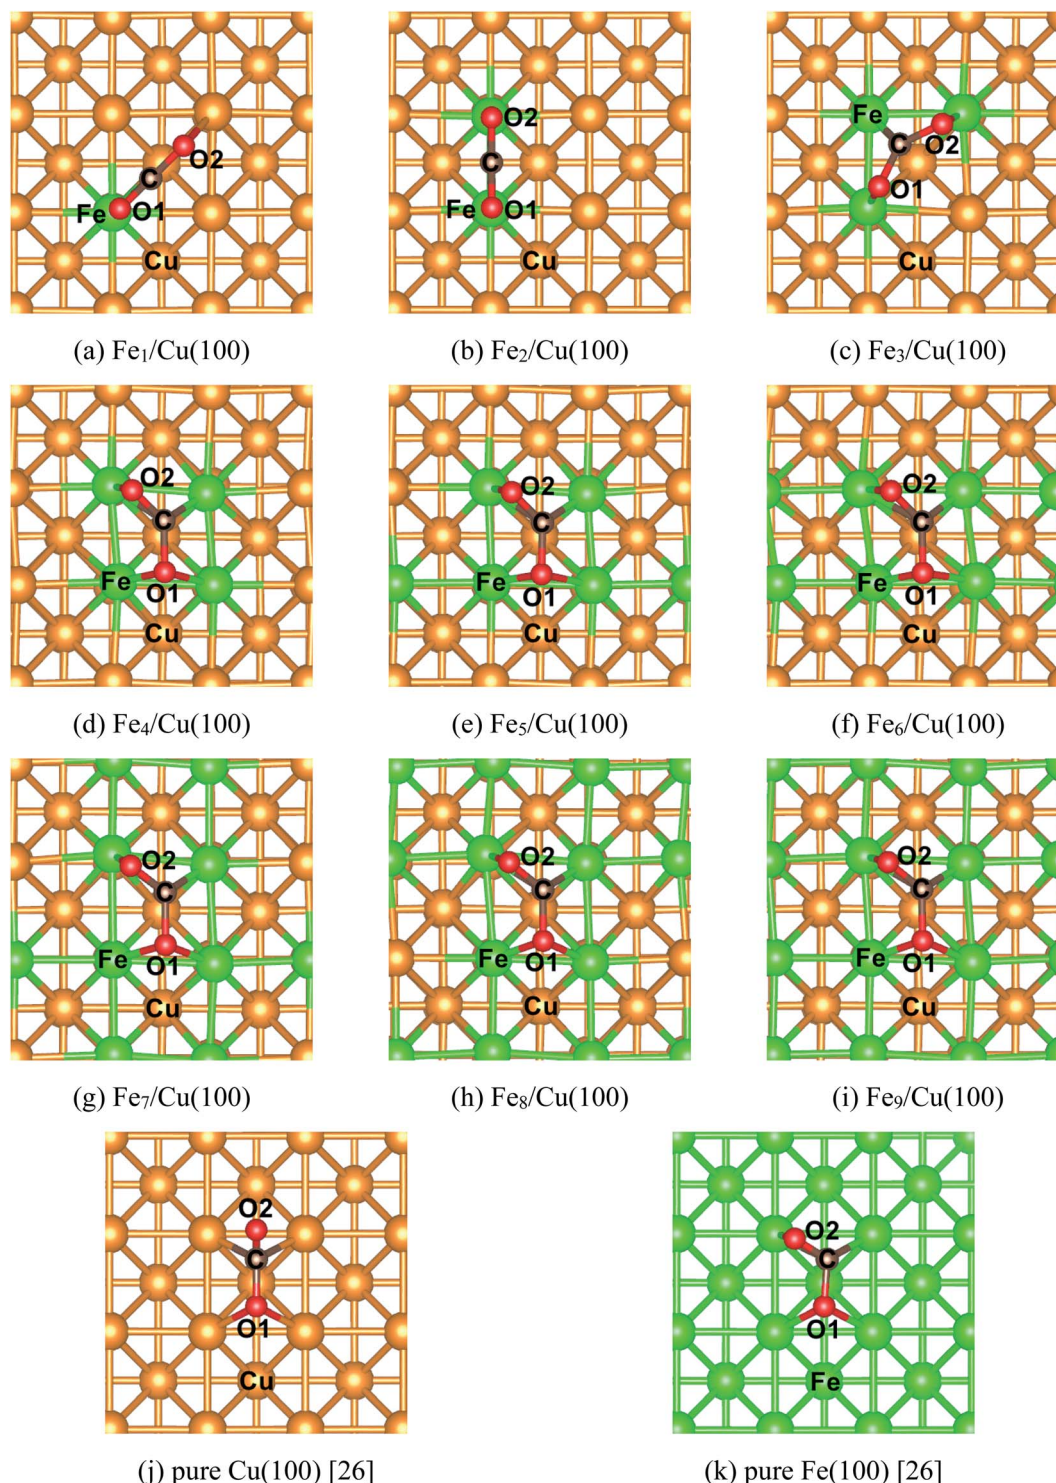 O2
C
Fe O1
Cu
O2
C
Fe O1
Cu
Fe
C O2
O1
Cu
(a) Fe₁/Cu(100)
(b) Fe₂/Cu(100)
(c) Fe₃/Cu(100)
O2
C
Fe O1
Cu
O2
C
Fe O1
Cu
O2
C
Fe O1
Cu
(d) Fe₄/Cu(100)
(e) Fe₅/Cu(100)
(f) Fe₆/Cu(100)
O2
C
Fe O1
Cu
O2
C
Fe O1
Cu
O2
C
Fe O1
Cu
(g) Fe₇/Cu(100)
(h) Fe₈/Cu(100)
(i) Fe₉/Cu(100)
O2
C
O1
Cu
O2
C
O1
Fe
(j) pure Cu(100) [26]
(k) pure Fe(100) [26]